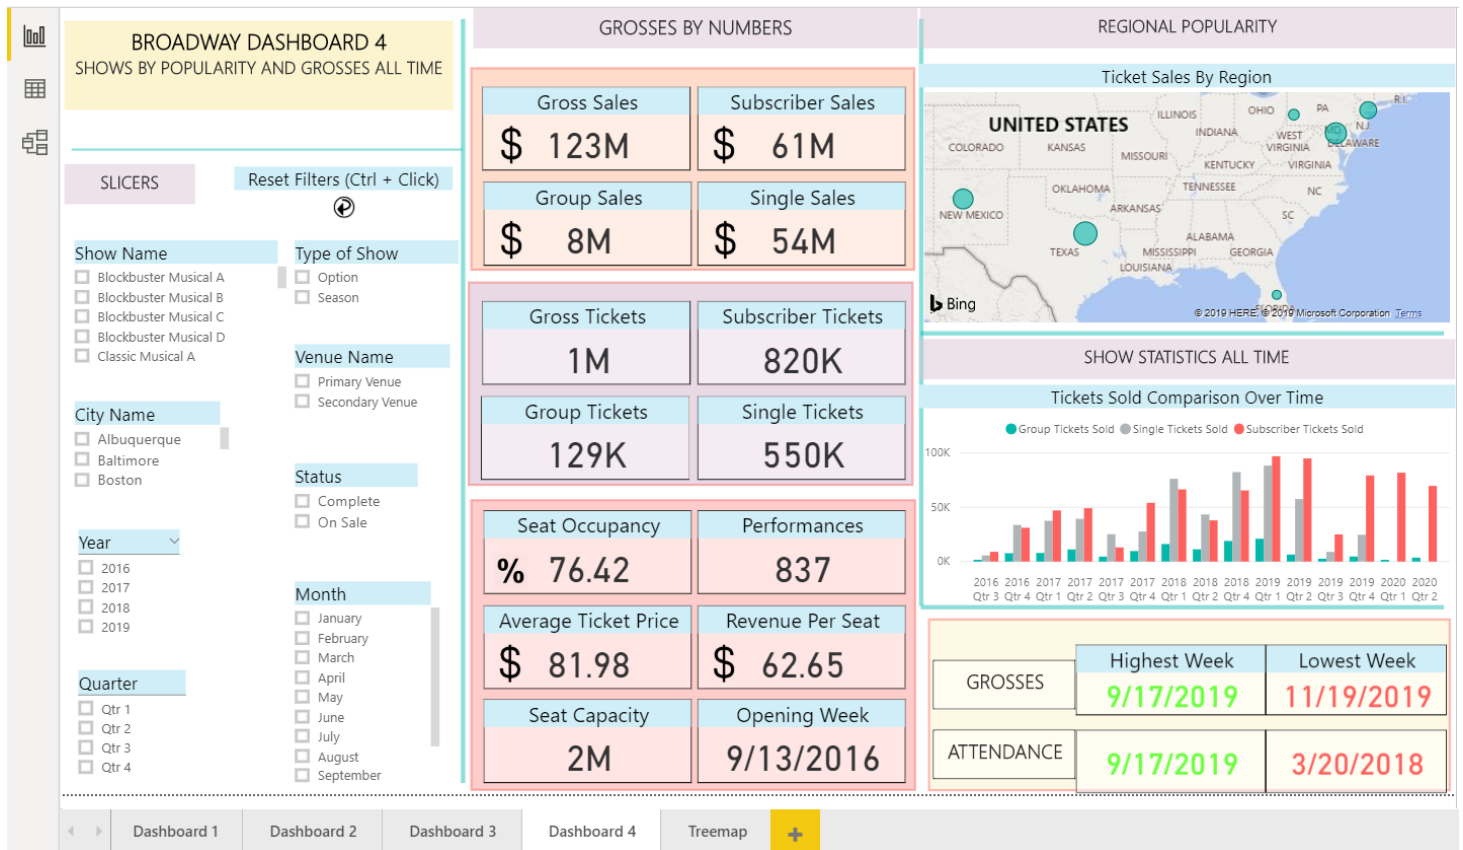 BROADWAY DASHBOARD 4
SHOWS BY POPULARITY AND GROSSES ALL TIME
SLICERS
Reset Filters (Ctrl + Click)
Show Name
Blockbuster Musical A
Blockbuster Musical B
Blockbuster Musical C
Blockbuster Musical D
Classic Musical A
City Name
Albuquerque
Baltimore
Boston
Year
2016
2017
2018
2019
Quarter
Qtr 1
Qtr 2
Qtr 3
Qtr 4
Type of Show
Option
Season
Venue Name
Primary Venue
Secondary Venue
Status
Complete
On Sale
Month
January
February
March
April
May
June
July
August
September
GROSSES BY NUMBERS
Gross Sales
$ 123M
Subscriber Sales
$ 61M
Group Sales
$ 8M
Single Sales
$ 54M
Gross Tickets
1M
Subscriber Tickets
820K
Group Tickets
129K
Single Tickets
550K
Seat Occupancy
% 76.42
Performances
837
Average Ticket Price
$ 81.98
Revenue Per Seat
$ 62.65
Seat Capacity
2M
Opening Week
9/13/2016
REGIONAL POPULARITY
Ticket Sales By Region
UNITED STATES
ILLINOIS
OHIO
PA
R.I.
N.J.
INDIANA
WEST
VIRGINIA
MD
DELAWARE
COLORADO
KANSAS
MISSOURI
KENTUCKY
VIRGINIA
OKLAHOMA
TENNESSEE
NC
NEW MEXICO
ARKANSAS
SC
ALABAMA
TEXAS
MISSISSIPPI
GEORGIA
LOUISIANA
FLORIDA
Bing
© 2019 HERE, © 2019 Microsoft Corporation Terms
SHOW STATISTICS ALL TIME
Tickets Sold Comparison Over Time
Group Tickets Sold Single Tickets Sold Subscriber Tickets Sold
100K
50K
0K
2016 2016 2017 2017 2017 2017 2018 2018 2018 2019 2019 2019 2019 2020 2020
Qtr 3 Qtr 4 Qtr 1 Qtr 2 Qtr 3 Qtr 4 Qtr 1 Qtr 2 Qtr 4 Qtr 1 Qtr 2 Qtr 3 Qtr 4 Qtr 1 Qtr 2
Highest Week Lowest Week
GROSSES 9/17/2019 11/19/2019
ATTENDANCE 9/17/2019 3/20/2018
Dashboard 1 Dashboard 2 Dashboard 3 Dashboard 4 Treemap +